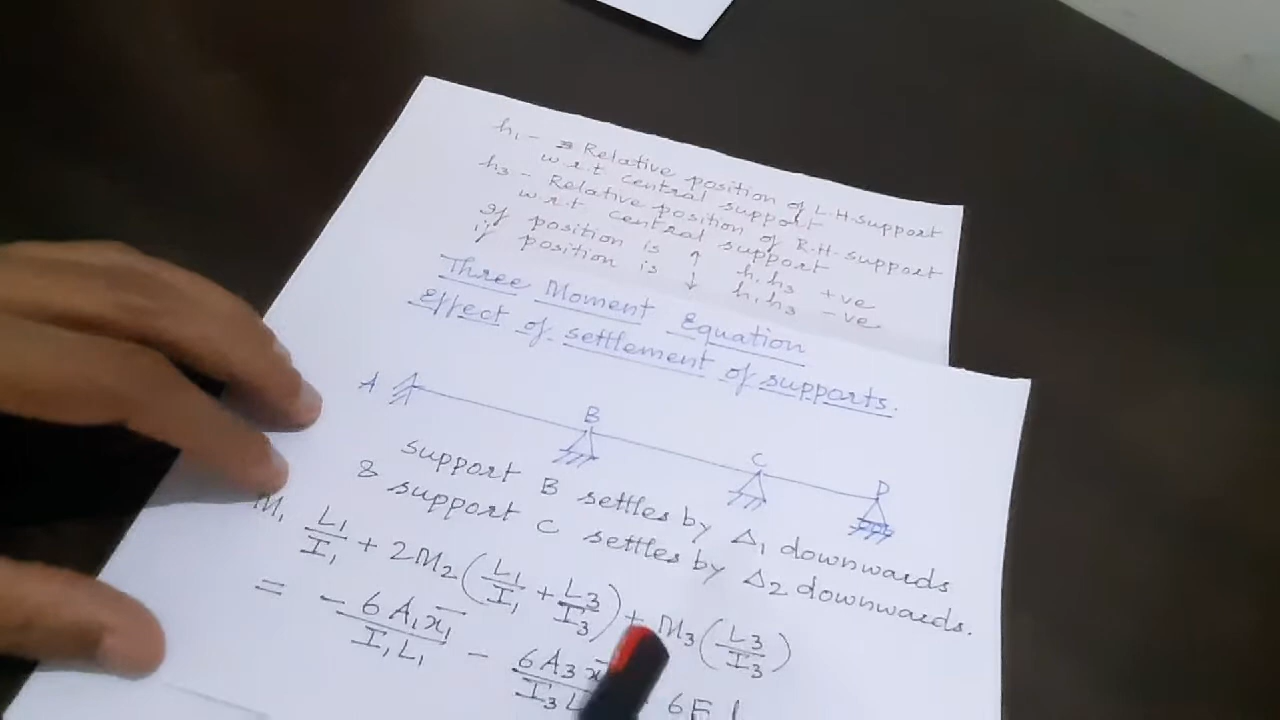 h₁ - Relative position of L.H. support
w.r.t central support
h₃ - Relative position of R.H. support
w.r.t central support
If position is ↑ h₁ h₃ +ve
if position is ↓ h₁ h₃ -ve
Three Moment Equation
Effect of settlement of supports.
A B C D
support B settles by Δ₁ downwards
& support C settles by Δ₂ downwards.
M₁ L₁/I₁ + 2M₂ (L₁/I₁ + L₃/I₃) + M₃ (L₃/I₃)
= -6A₁x̄₁/I₁L₁ - 6A₃x̄ / I₃L 6E